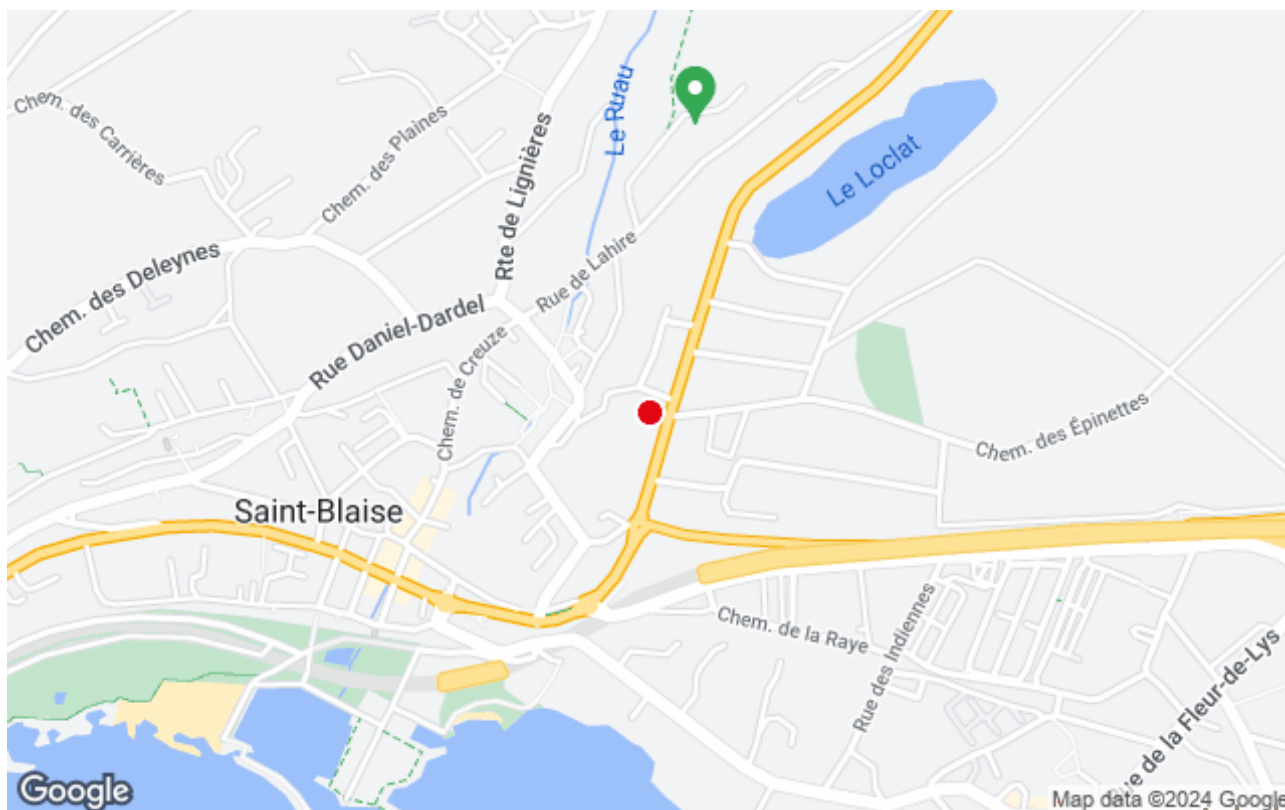 Le Ruau
Chem. des Carrières
Chem. des Plaines
Rte de Lignières
Le Loclat
Chem. des Deleynes
Rue de Lahire
Rue Daniel-Dardel
Chem. de Creuze
Chem. des Épinettes
Saint-Blaise
Chem. de la Raye
Rue des Indiennes
Rue de la Fleur-de-Lys
Google
Map data ©2024 Google